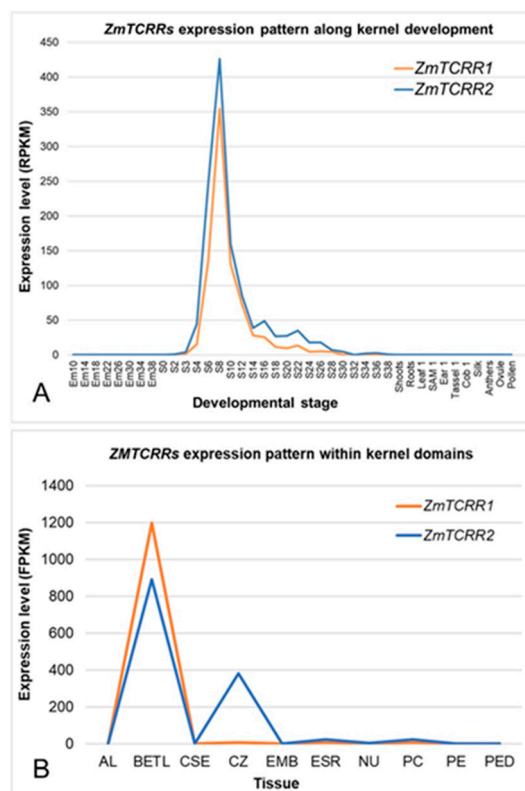 ZmTCRRs expression pattern along kernel development
ZmTCRR1
ZmTCRR2
Expression level (RPKM)
450
400
350
300
250
200
150
100
50
0
Em10
Em14
Em18
Em22
Em26
Em30
Em34
Em38
S0
S2
S3
S4
S6
S8
S10
S12
S14
S16
S18
S20
S22
S24
S26
S28
S30
S32
S34
S36
S38
Shoots
Roots
Leaf 1
SAM 1
Ear 1
Tassel 1
Cob 1
Silk
Anthers
Ovule
Pollen
Developmental stage
A
ZMTCRRs expression pattern within kernel domains
ZmTCRR1
ZmTCRR2
Expression level (FPKM)
1400
1200
1000
800
600
400
200
0
AL BETL CSE CZ EMB ESR NU PC PE PED
Tissue
B